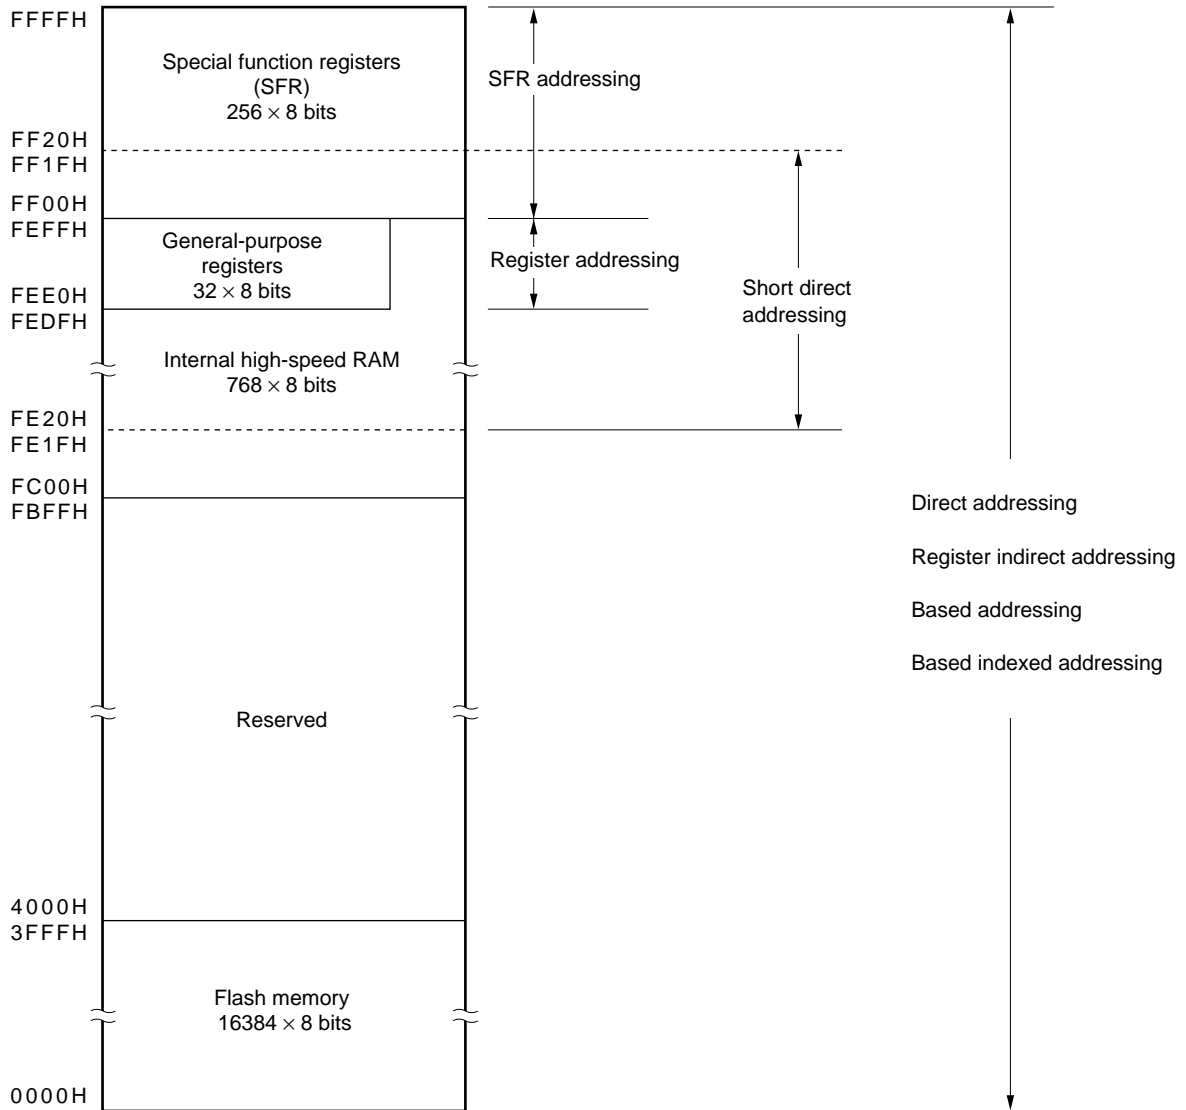 FFFFH
Special function registers
(SFR)
256 × 8 bits
SFR addressing
FF20H
FF1FH
FF00H
FEFFH
General-purpose
registers
32 × 8 bits
Register addressing
Short direct
addressing
FEE0H
FEDFH
Internal high-speed RAM
768 × 8 bits
FE20H
FE1FH
FC00H
FBFFH
Direct addressing
Register indirect addressing
Based addressing
Based indexed addressing
Reserved
4000H
3FFFH
Flash memory
16384 × 8 bits
0000H